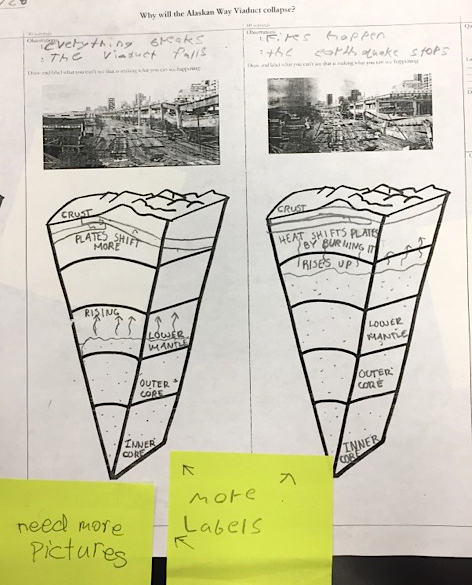 Why will the Alaskan Way Viaduct collapse?
Observations
Everything Breaks
: The Viaduct falls
Draw and label what you can't see that is making what you can see happening:
CRUST
PLATES SHIFT
MORE
RISING
LOWER
MANTLE
OUTER
CORE
INNER
CORE
Observations
Fires happen
: the earthquake stops
Draw and label what you can't see that is making what you can see happening:
CRUST
HEAT SHIFTS PLATES
BY BURNING IT
RISES UP
LOWER
MANTLE
OUTER
CORE
INNER
CORE
need more
Pictures
more
Labels